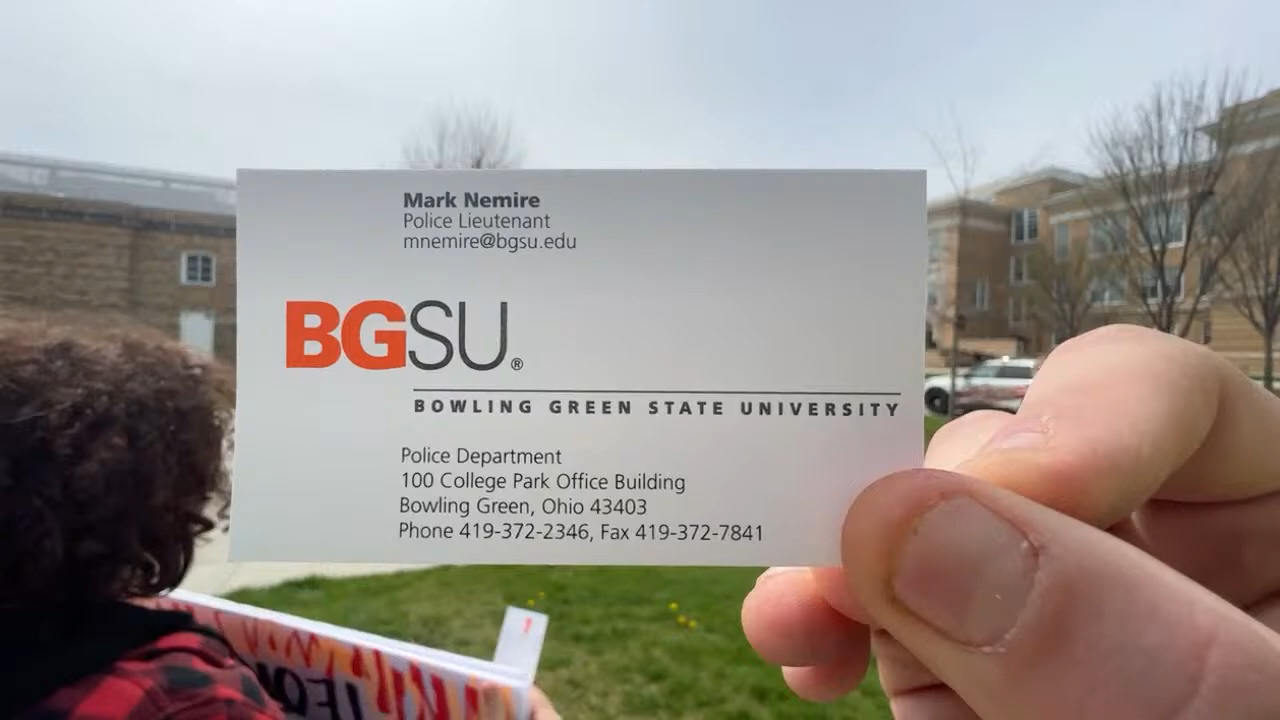 Mark Nemire
Police Lieutenant
mnemire@bgsu.edu
BGSU®
BOWLING GREEN STATE UNIVERSITY
Police Department
100 College Park Office Building
Bowling Green, Ohio 43403
Phone 419-372-2346, Fax 419-372-7841